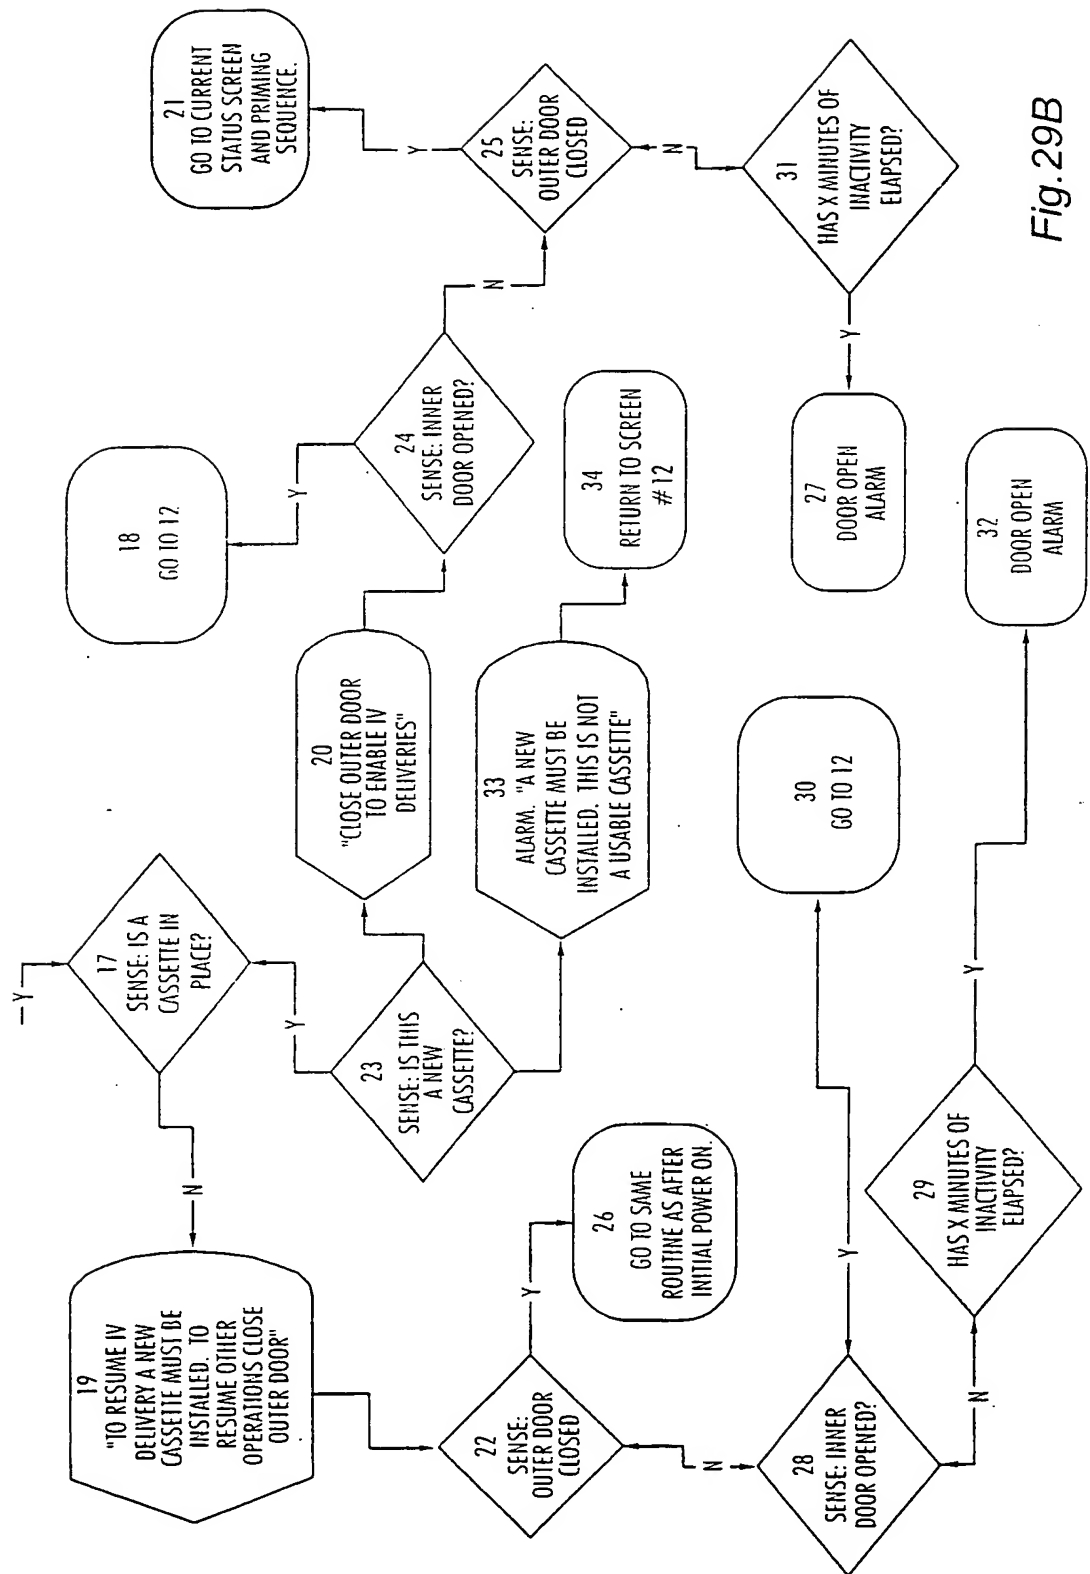 21
GO TO CURRENT
STATUS SCREEN
AND PRIMING
SEQUENCE.
Y
25
SENSE:
OUTER DOOR
CLOSED
N
31
HAS X MINUTES OF
INACTIVITY
ELAPSED?
Y
27
DOOR OPEN
ALARM
18
GO TO 12
Y
24
SENSE: INNER
DOOR OPENED?
N
34
RETURN TO SCREEN
#12
32
DOOR OPEN
ALARM
20
"CLOSE OUTER DOOR
TO ENABLE IV
DELIVERIES"
33
ALARM. "A NEW
CASSETTE MUST BE
INSTALLED. THIS IS NOT
A USABLE CASSETTE"
30
GO TO 12
Y
17
SENSE: IS A
CASSETTE IN
PLACE?
Y
23
SENSE: IS THIS
A NEW
CASSETTE?
N
19
"TO RESUME IV
DELIVERY A NEW
CASSETTE MUST BE
INSTALLED. TO
RESUME OTHER
OPERATIONS CLOSE
OUTER DOOR"
22
SENSE:
OUTER DOOR
CLOSED
Y
26
GO TO SAME
ROUTINE AS AFTER
INITIAL POWER ON.
N
28
SENSE: INNER
DOOR OPENED?
Y
N
29
HAS X MINUTES OF
INACTIVITY
ELAPSED?
Y
Fig.29B